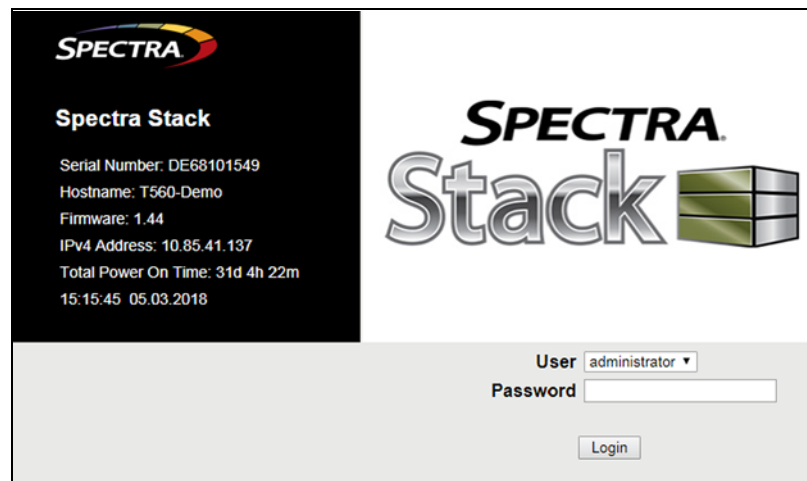 SPECTRA
Spectra Stack
Serial Number: DE68101549
Hostname: T560-Demo
Firmware: 1.44
IPv4 Address: 10.85.41.137
Total Power On Time: 31d 4h 22m
15:15:45 05.03.2018
SPECTRA
Stack
User administrator
Password
Login